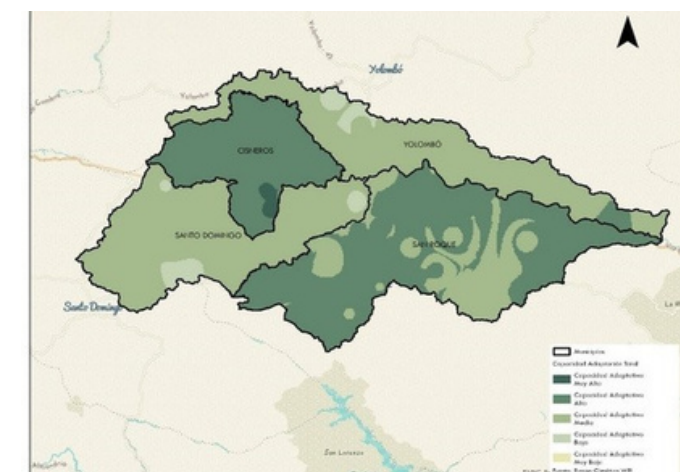 Yolombó
CISNEROS
YOLOMBÓ
SANTO DOMINGO
SAN ROQUE
Santo Domingo
San Lorenzo
Municipios
Capacidad Adaptación Total
Capacidad Adaptativa
Muy Alta
Capacidad Adaptativa
Alta
Capacidad Adaptativa
Media
Capacidad Adaptativa
Baja
Capacidad Adaptativa
Muy Baja